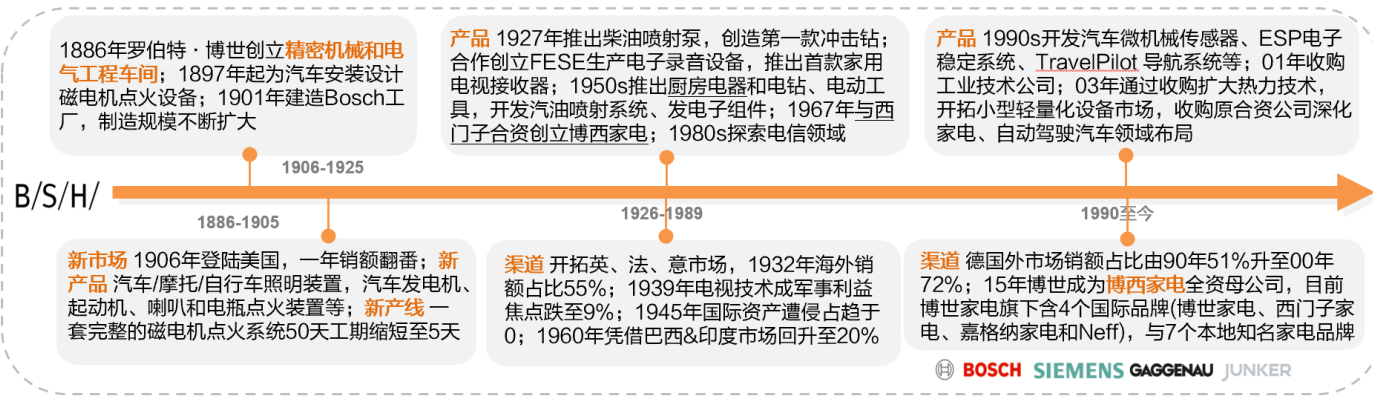 1886年罗伯特·博世创立精密机械和电
气工程车间；1897年起为汽车安装设计
磁电机点火设备；1901年建造Bosch工
厂，制造规模不断扩大
产品 1927年推出柴油喷射泵，创造第一款冲击钻；
合作创立FESE生产电子录音设备，推出首款家用
电视接收器；1950s推出厨房电器和电钻、电动工
具，开发汽油喷射系统、发电子组件；1967年与西
门子合资创立博西家电；1980s探索电信领域
产品 1990s开发汽车微机械传感器、ESP电子
稳定系统、TravelPilot 导航系统等；01年收购
工业技术公司；03年通过收购扩大热力技术，
开拓小型轻量化设备市场，收购原合资公司深化
家电、自动驾驶汽车领域布局
1906-1925
B/S/H/
1886-1905
1926-1989
1990至今
新市场 1906年登陆美国，一年销额翻番；新
产品 汽车/摩托/自行车照明装置，汽车发电机、
起动机、喇叭和电瓶点火装置等；新产线 一
套完整的磁电机点火系统50天工期缩短至5天
渠道 开拓英、法、意市场，1932年海外销
额占比55%；1939年电视技术成军事利益
焦点跌至9%；1945年国际资产遭侵占趋于
0；1960年凭借巴西&印度市场回升至20%
渠道 德国外市场销额占比由90年51%升至00年
72%；15年博世成为博西家电全资母公司，目前
博世家电旗下含4个国际品牌(博世家电、西门子家
电、嘉格纳家电和Neff)，与7个本地知名家电品牌
BOSCH SIEMENS GAGGENAU JUNKER